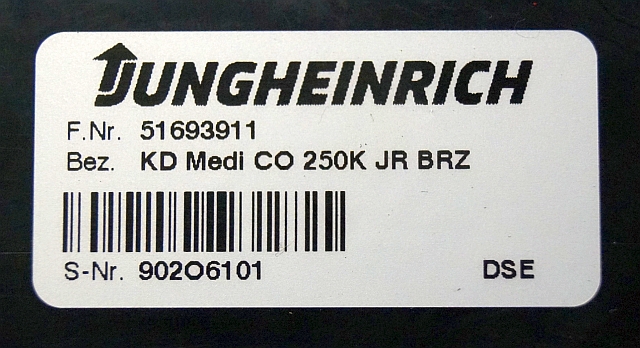 JUNGHEINRICH
F.Nr. 51693911
Bez. KD Medi CO 250K JR BRZ
S-Nr. 902O6101 DSE